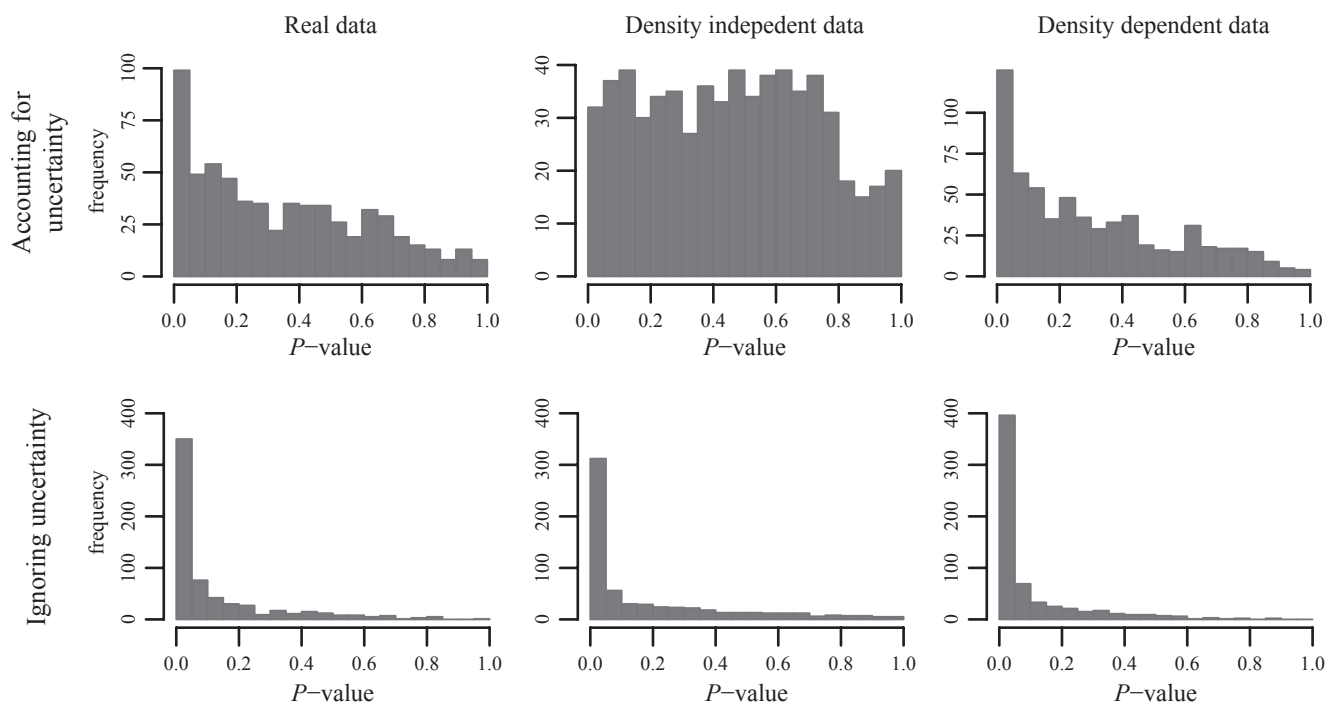 Real data
Density indepedent data
Density dependent data
Accounting for
uncertainty
frequency
100
75
50
25
0
40
30
20
10
0
100
75
50
25
0
0.0 0.2 0.4 0.6 0.8 1.0
0.0 0.2 0.4 0.6 0.8 1.0
0.0 0.2 0.4 0.6 0.8 1.0
P−value
P−value
P−value
Ignoring uncertainty
frequency
400
300
200
100
0
400
300
200
100
0
400
300
200
100
0
0.0 0.2 0.4 0.6 0.8 1.0
0.0 0.2 0.4 0.6 0.8 1.0
0.0 0.2 0.4 0.6 0.8 1.0
P−value
P−value
P−value